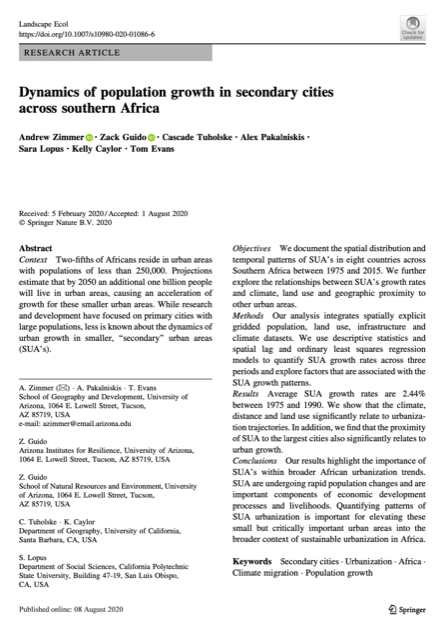 Landscape Ecol
https://doi.org/10.1007/s10980-020-01086-6
Check for
updates
RESEARCH ARTICLE
Dynamics of population growth in secondary cities
across southern Africa
Andrew Zimmer · Zack Guido · Cascade Tuholske · Alex Pakalniskis ·
Sara Lopus · Kelly Caylor · Tom Evans
Received: 5 February 2020 / Accepted: 1 August 2020
© Springer Nature B.V. 2020
Abstract
Context Two-fifths of Africans reside in urban areas
with populations of less than 250,000. Projections
estimate that by 2050 an additional one billion people
will live in urban areas, causing an acceleration of
growth for these smaller urban areas. While research
and development have focused on primary cities with
large populations, less is known about the dynamics of
urban growth in smaller, “secondary” urban areas
(SUA’s).
A. Zimmer (✉) · A. Pakalniskis · T. Evans
School of Geography and Development, University of
Arizona, 1064 E. Lowell Street, Tucson,
AZ 85719, USA
e-mail: azimmer@email.arizona.edu
Z. Guido
Arizona Institutes for Resilience, University of Arizona,
1064 E. Lowell Street, Tucson, AZ 85719, USA
Z. Guido
School of Natural Resources and Environment, University
of Arizona, 1064 E. Lowell Street, Tucson,
AZ 85719, USA
C. Tuholske · K. Caylor
Department of Geography, University of California,
Santa Barbara, CA, USA
S. Lopus
Department of Social Sciences, California Polytechnic
State University, Building 47-19, San Luis Obispo,
CA, USA
Objectives We document the spatial distribution and
temporal patterns of SUA’s in eight countries across
Southern Africa between 1975 and 2015. We further
explore the relationships between SUA’s growth rates
and climate, land use and geographic proximity to
other urban areas.
Methods Our analysis integrates spatially explicit
gridded population, land use, infrastructure and
climate datasets. We use descriptive statistics and
spatial lag and ordinary least squares regression
models to quantify SUA growth rates across three
periods and explore factors that are associated with the
SUA growth patterns.
Results Average SUA growth rates are 2.44%
between 1975 and 1990. We show that the climate,
distance and land use significantly relate to urbaniza-
tion trajectories. In addition, we find that the proximity
of SUA to the largest cities also significantly relates to
urban growth.
Conclusions Our results highlight the importance of
SUA’s within broader African urbanization trends.
SUA are undergoing rapid population changes and are
important components of economic development
processes and livelihoods. Quantifying patterns of
SUA urbanization is important for elevating these
small but critically important urban areas into the
broader context of sustainable urbanization in Africa.
Keywords Secondary cities · Urbanization · Africa ·
Climate migration · Population growth
Published online: 08 August 2020
Springer